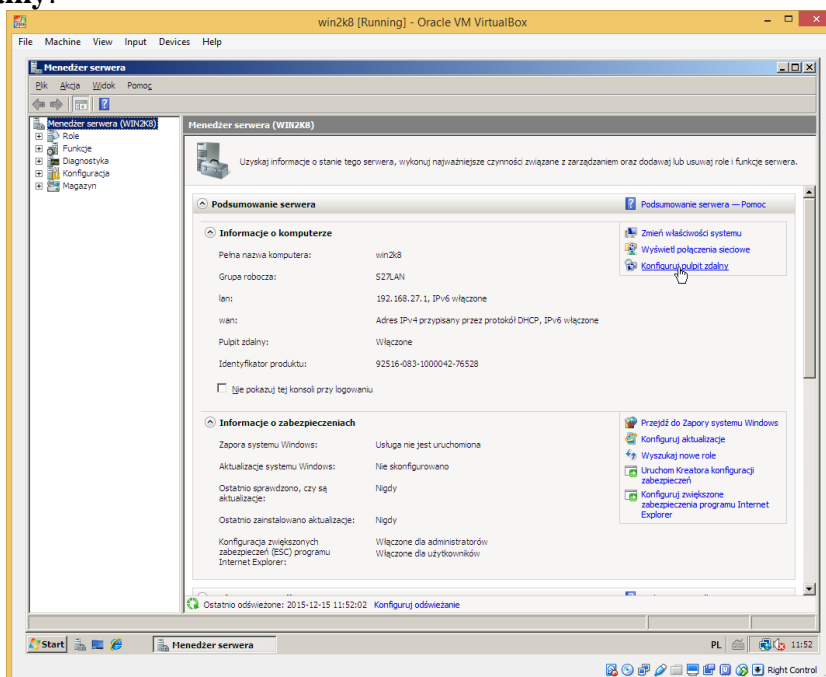 win2k8 [Running] - Oracle VM VirtualBox
File Machine View Input Devices Help
Menedżer serwera
Plik Akcja Widok Pomoc
Menedżer serwera (WIN2K8)
Role
Funkcje
Diagnostyka
Konfiguracja
Magazyn
Menedżer serwera (WIN2K8)
Uzyskaj informacje o stanie tego serwera, wykonuj najważniejsze czynności związane z zarządzaniem oraz dodawaj lub usuwaj role i funkcje serwera.
Podsumowanie serwera
Podsumowanie serwera — Pomoc
Informacje o komputerze
Pełna nazwa komputera: win2k8
Grupa robocza: S27LAN
lan: 192.168.27.1, IPv6 włączone
wan: Adres IPv4 przypisany przez protokół DHCP, IPv6 włączone
Pulpit zdalny: Włączone
Identyfikator produktu: 92516-083-1000042-76528
Nie pokazuj tej konsoli przy logowaniu
Zmień właściwości systemu
Wyświetl połączenia sieciowe
Konfiguruj pulpit zdalny
Informacje o zabezpieczeniach
Zapora systemu Windows: Usługa nie jest uruchomiona
Aktualizacje systemu Windows: Nie skonfigurowano
Ostatnio sprawdzono, czy są Nigdy
aktualizacje:
Ostatnio zainstalowano aktualizacje: Nigdy
Konfiguracja zwiększonych Włączone dla administratorów
zabezpieczeń (ESC) programu Włączone dla użytkowników
Internet Explorer:
Przejdź do Zapory systemu Windows
Konfiguruj aktualizacje
Wyszukaj nowe role
Uruchom Kreatora konfiguracji
zabezpieczeń
Konfiguruj zwiększone
zabezpieczenia programu Internet
Explorer
Ostatnio odświeżone: 2015-12-15 11:52:02 Konfiguruj odświeżanie
Start Menedżer serwera PL 11:52
Right Control